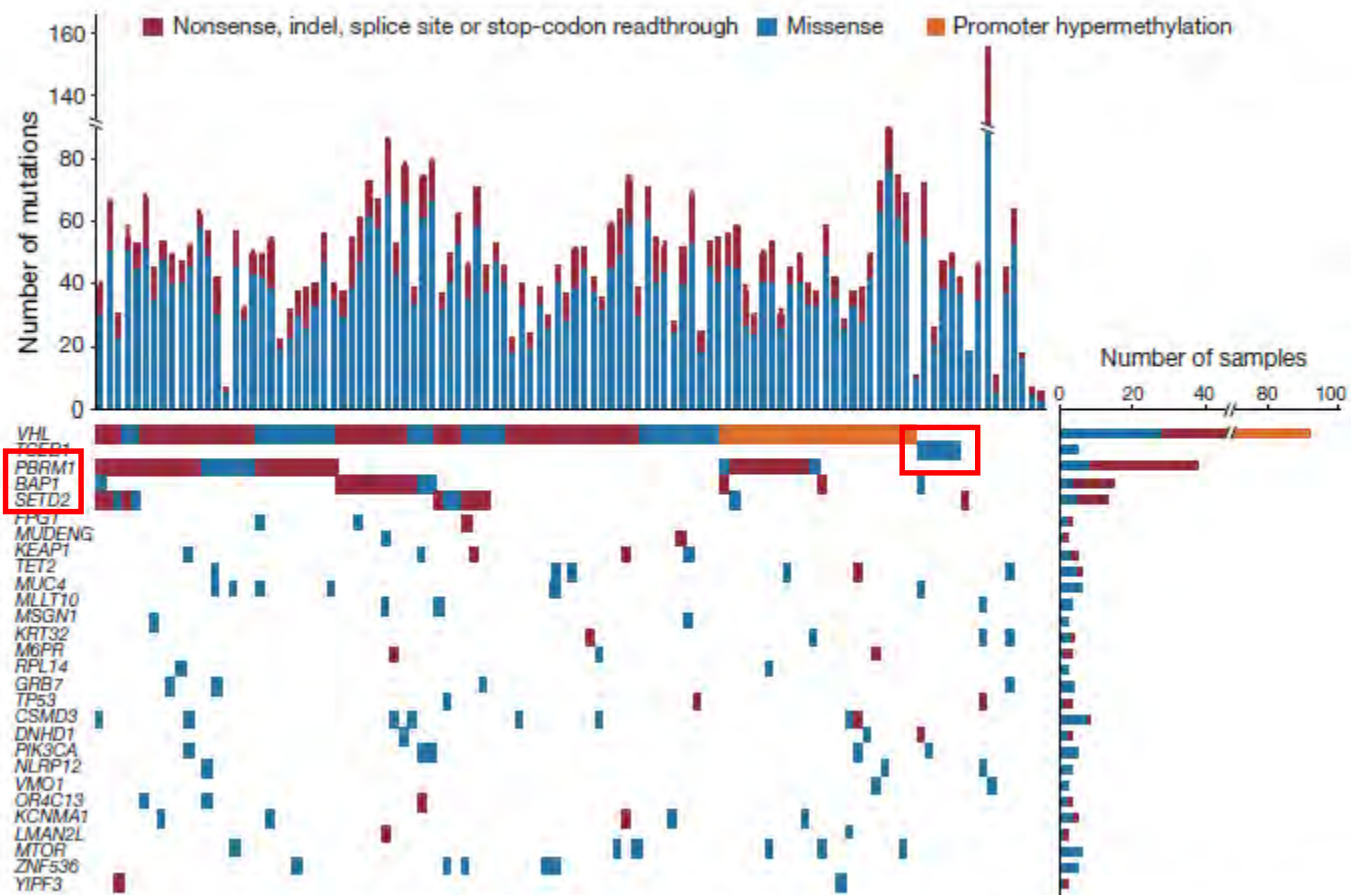 Nonsense, indel, splice site or stop-codon readthrough Missense Promoter hypermethylation
Number of mutations
160
140
80
60
40
20
0
Number of samples
0 20 40 80 100
VHL
TCEB1
PBRM1
BAP1
SETD2
FPGT
MUDENG
KEAP1
TET2
MUC4
MLLT10
MSGN1
KRT32
M6PR
RPL14
GRB7
TP53
CSMD3
DNHD1
PIK3CA
NLRP12
VMO1
OR4C13
KCNMA1
LMAN2L
MTOR
ZNF536
YIPF3